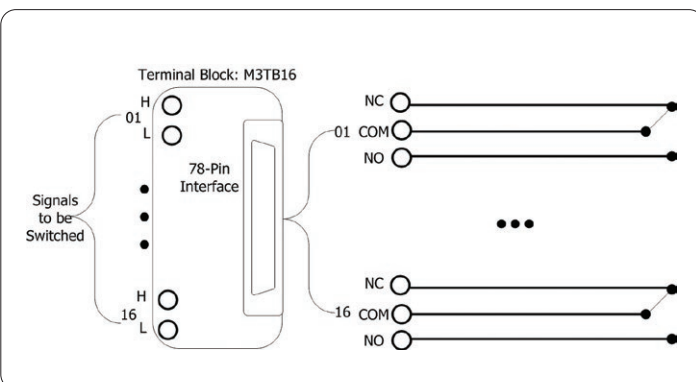 Terminal Block: M3TB16
H
01
L
78-Pin
Interface
Signals
to be
Switched
H
16
L
NC
01 COM
NO
NC
16 COM
NO